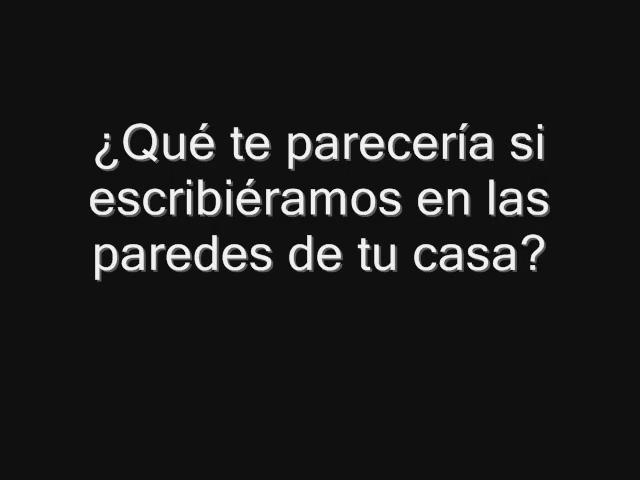 ¿Qué te parecería si
escribiéramos en las
paredes de tu casa?